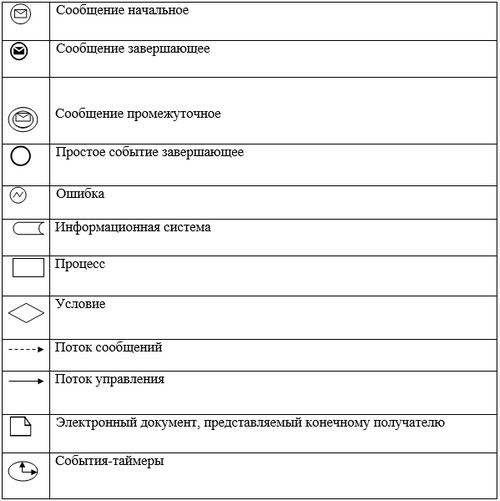 Сообщение начальное
Сообщение завершающее
Сообщение промежуточное
Простое событие завершающее
Ошибка
Информационная система
Процесс
Условие
Поток сообщений
Поток управления
Электронный документ, представляемый конечному получателю
События-таймеры